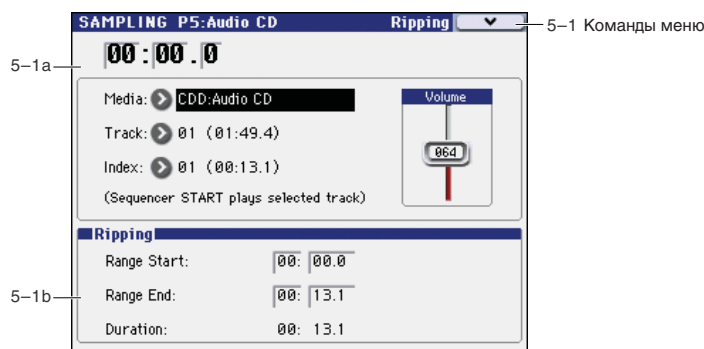 SAMPLING P5:Audio CD Ripping
5–1 Команды меню
00:00.0
5–1a
Media: CDD:Audio CD
Volume
Track: 01 (01:49.4)
064
Index: 01 (00:13.1)
(Sequencer START plays selected track)
Ripping
Range Start: 00: 00.0
5–1b
Range End: 00: 13.1
Duration: 00: 13.1